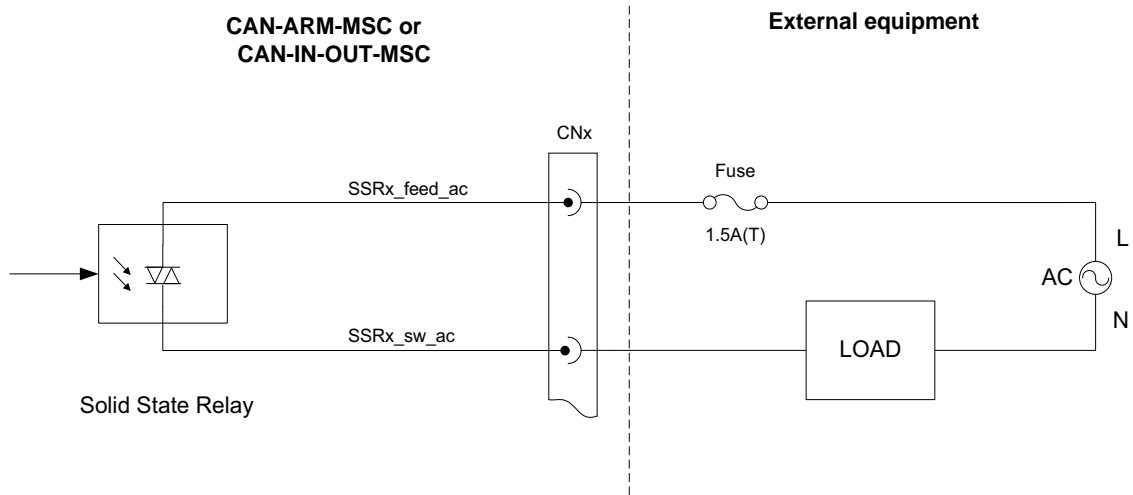 CAN-ARM-MSC or
CAN-IN-OUT-MSC
External equipment
CNx
SSRx_feed_ac
Fuse
1.5A(T)
L
AC
N
SSRx_sw_ac
LOAD
Solid State Relay